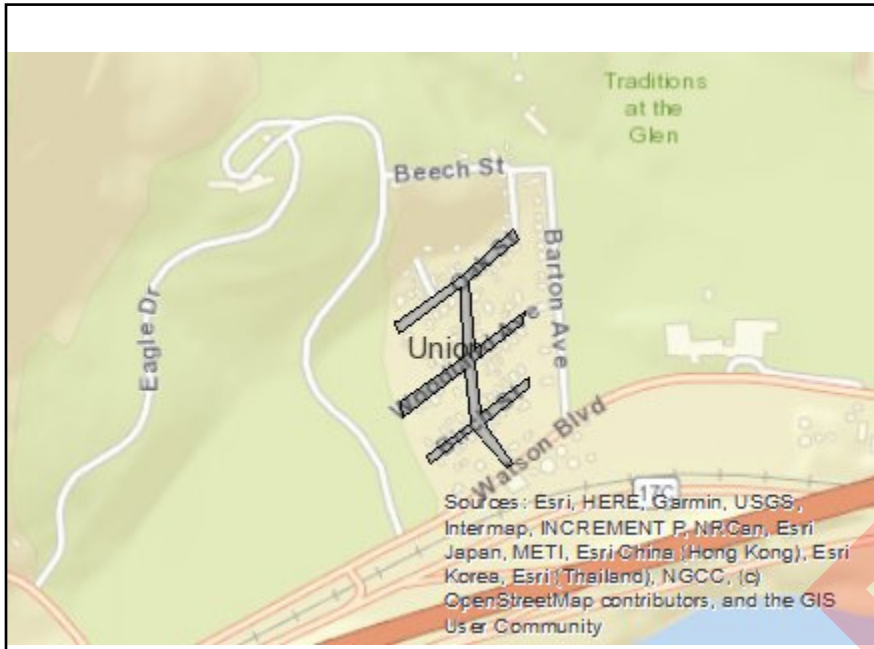 Traditions
at the
Glen
Beech St
Barton Ave
Eagle Dr
Union
St
Watson Blvd
17C
Sources: Esri, HERE, Garmin, USGS,
Intermap, INCREMENT P, NRCan, Esri
Japan, METI, Esri China (Hong Kong), Esri
Korea, Esri (Thailand), NGCC, (c)
OpenStreetMap contributors, and the GIS
User Community